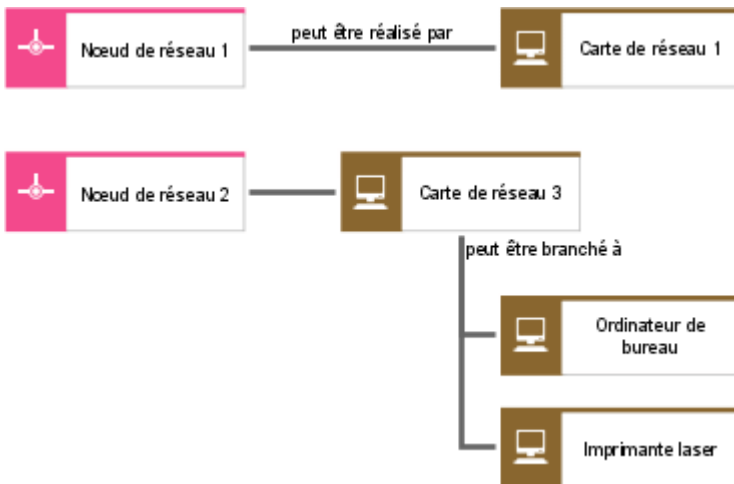 Nœud de réseau 1
peut être réalisé par
Carte de réseau 1
Nœud de réseau 2
Carte de réseau 3
peut être branché à
Ordinateur de
bureau
Imprimante laser